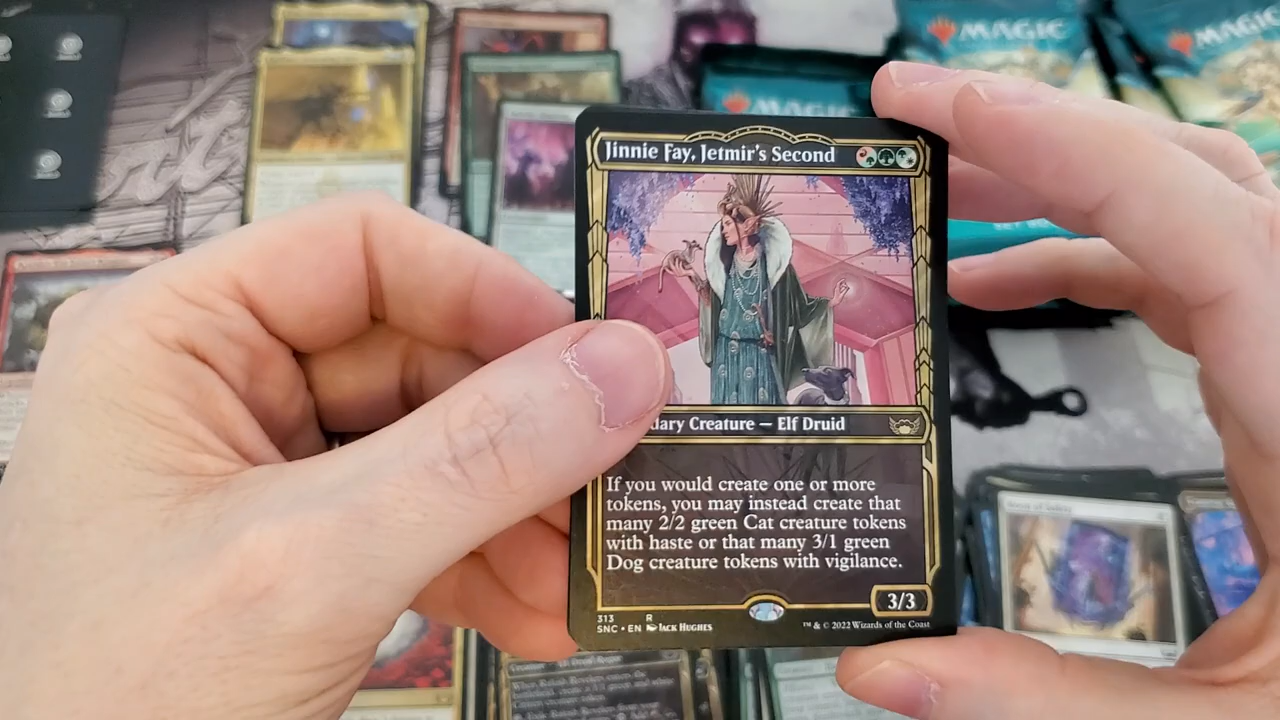 MAGIC
MAGIC
MAGIC
Jinnie Fay, Jetmir's Second
dary Creature — Elf Druid
If you would create one or more
tokens, you may instead create that
many 2/2 green Cat creature tokens
with haste or that many 3/1 green
Dog creature tokens with vigilance.
3/3
313 R
SNC • EN JACK HUGHES
™ & © 2022 Wizards of the Coast